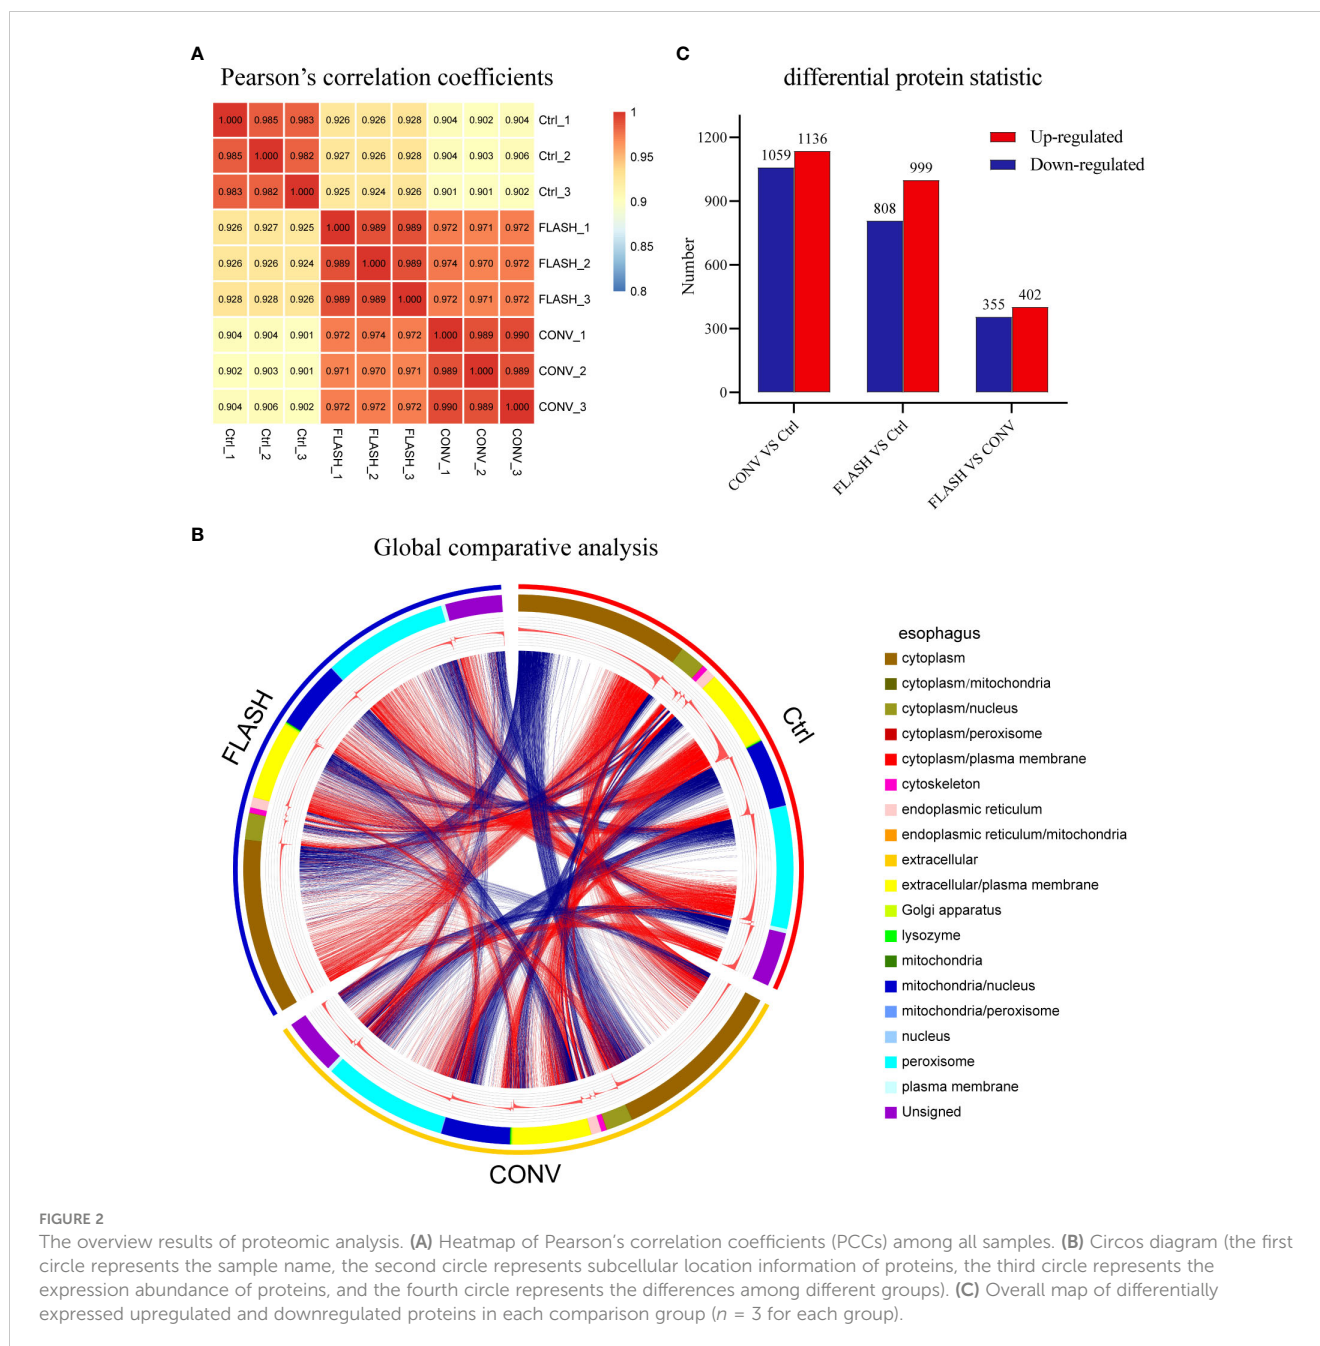 A
Pearson's correlation coefficients
1.000 0.985 0.983 0.926 0.926 0.928 0.904 0.902 0.904 Ctrl_1
0.985 1.000 0.982 0.927 0.926 0.928 0.904 0.903 0.906 Ctrl_2
0.983 0.982 1.000 0.925 0.924 0.926 0.901 0.901 0.902 Ctrl_3
0.926 0.927 0.925 1.000 0.989 0.989 0.972 0.971 0.972 FLASH_1
0.926 0.926 0.924 0.989 1.000 0.989 0.974 0.970 0.972 FLASH_2
0.928 0.928 0.926 0.989 0.989 1.000 0.972 0.971 0.972 FLASH_3
0.904 0.904 0.901 0.972 0.974 0.972 1.000 0.989 0.990 CONV_1
0.902 0.903 0.901 0.971 0.970 0.971 0.989 1.000 0.989 CONV_2
0.904 0.906 0.902 0.972 0.972 0.972 0.990 0.989 1.000 CONV_3
Ctrl_1 Ctrl_2 Ctrl_3 FLASH_1 FLASH_2 FLASH_3 CONV_1 CONV_2 CONV_3
1
0.95
0.9
0.85
0.8
C
differential protein statistic
Up-regulated
Down-regulated
Number
1200
900
600
300
0
1059 1136
808 999
355 402
CONV VS Ctrl
FLASH VS Ctrl
FLASH VS CONV
B
Global comparative analysis
FLASH
Ctrl
CONV
esophagus
cytoplasm
cytoplasm/mitochondria
cytoplasm/nucleus
cytoplasm/peroxisome
cytoplasm/plasma membrane
cytoskeleton
endoplasmic reticulum
endoplasmic reticulum/mitochondria
extracellular
extracellular/plasma membrane
Golgi apparatus
lysozyme
mitochondria
mitochondria/nucleus
mitochondria/peroxisome
nucleus
peroxisome
plasma membrane
Unsigned
FIGURE 2
The overview results of proteomic analysis. (A) Heatmap of Pearson's correlation coefficients (PCCs) among all samples. (B) Circos diagram (the first
circle represents the sample name, the second circle represents subcellular location information of proteins, the third circle represents the
expression abundance of proteins, and the fourth circle represents the differences among different groups). (C) Overall map of differentially
expressed upregulated and downregulated proteins in each comparison group (n = 3 for each group).